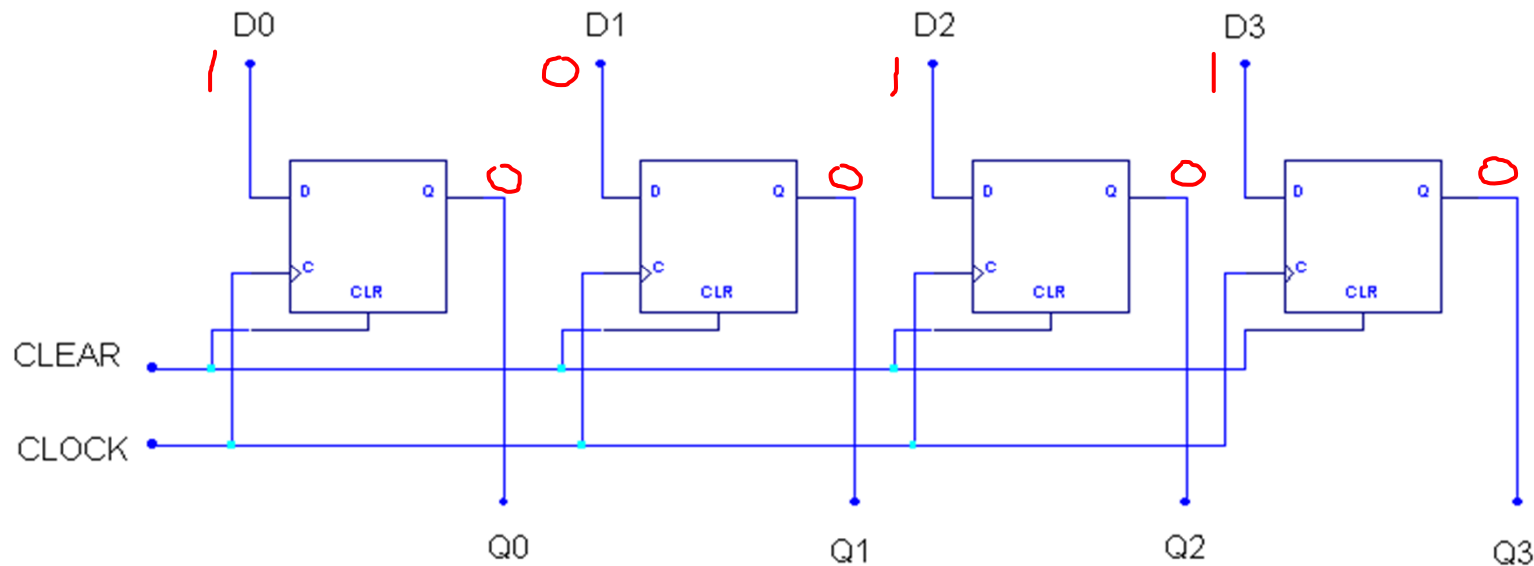 D0 D1 D2 D3
1 0 1 1
0 0 0 0
D Q D Q D Q D Q
C C C C
CLR CLR CLR CLR
CLEAR
CLOCK
Q0 Q1 Q2 Q3